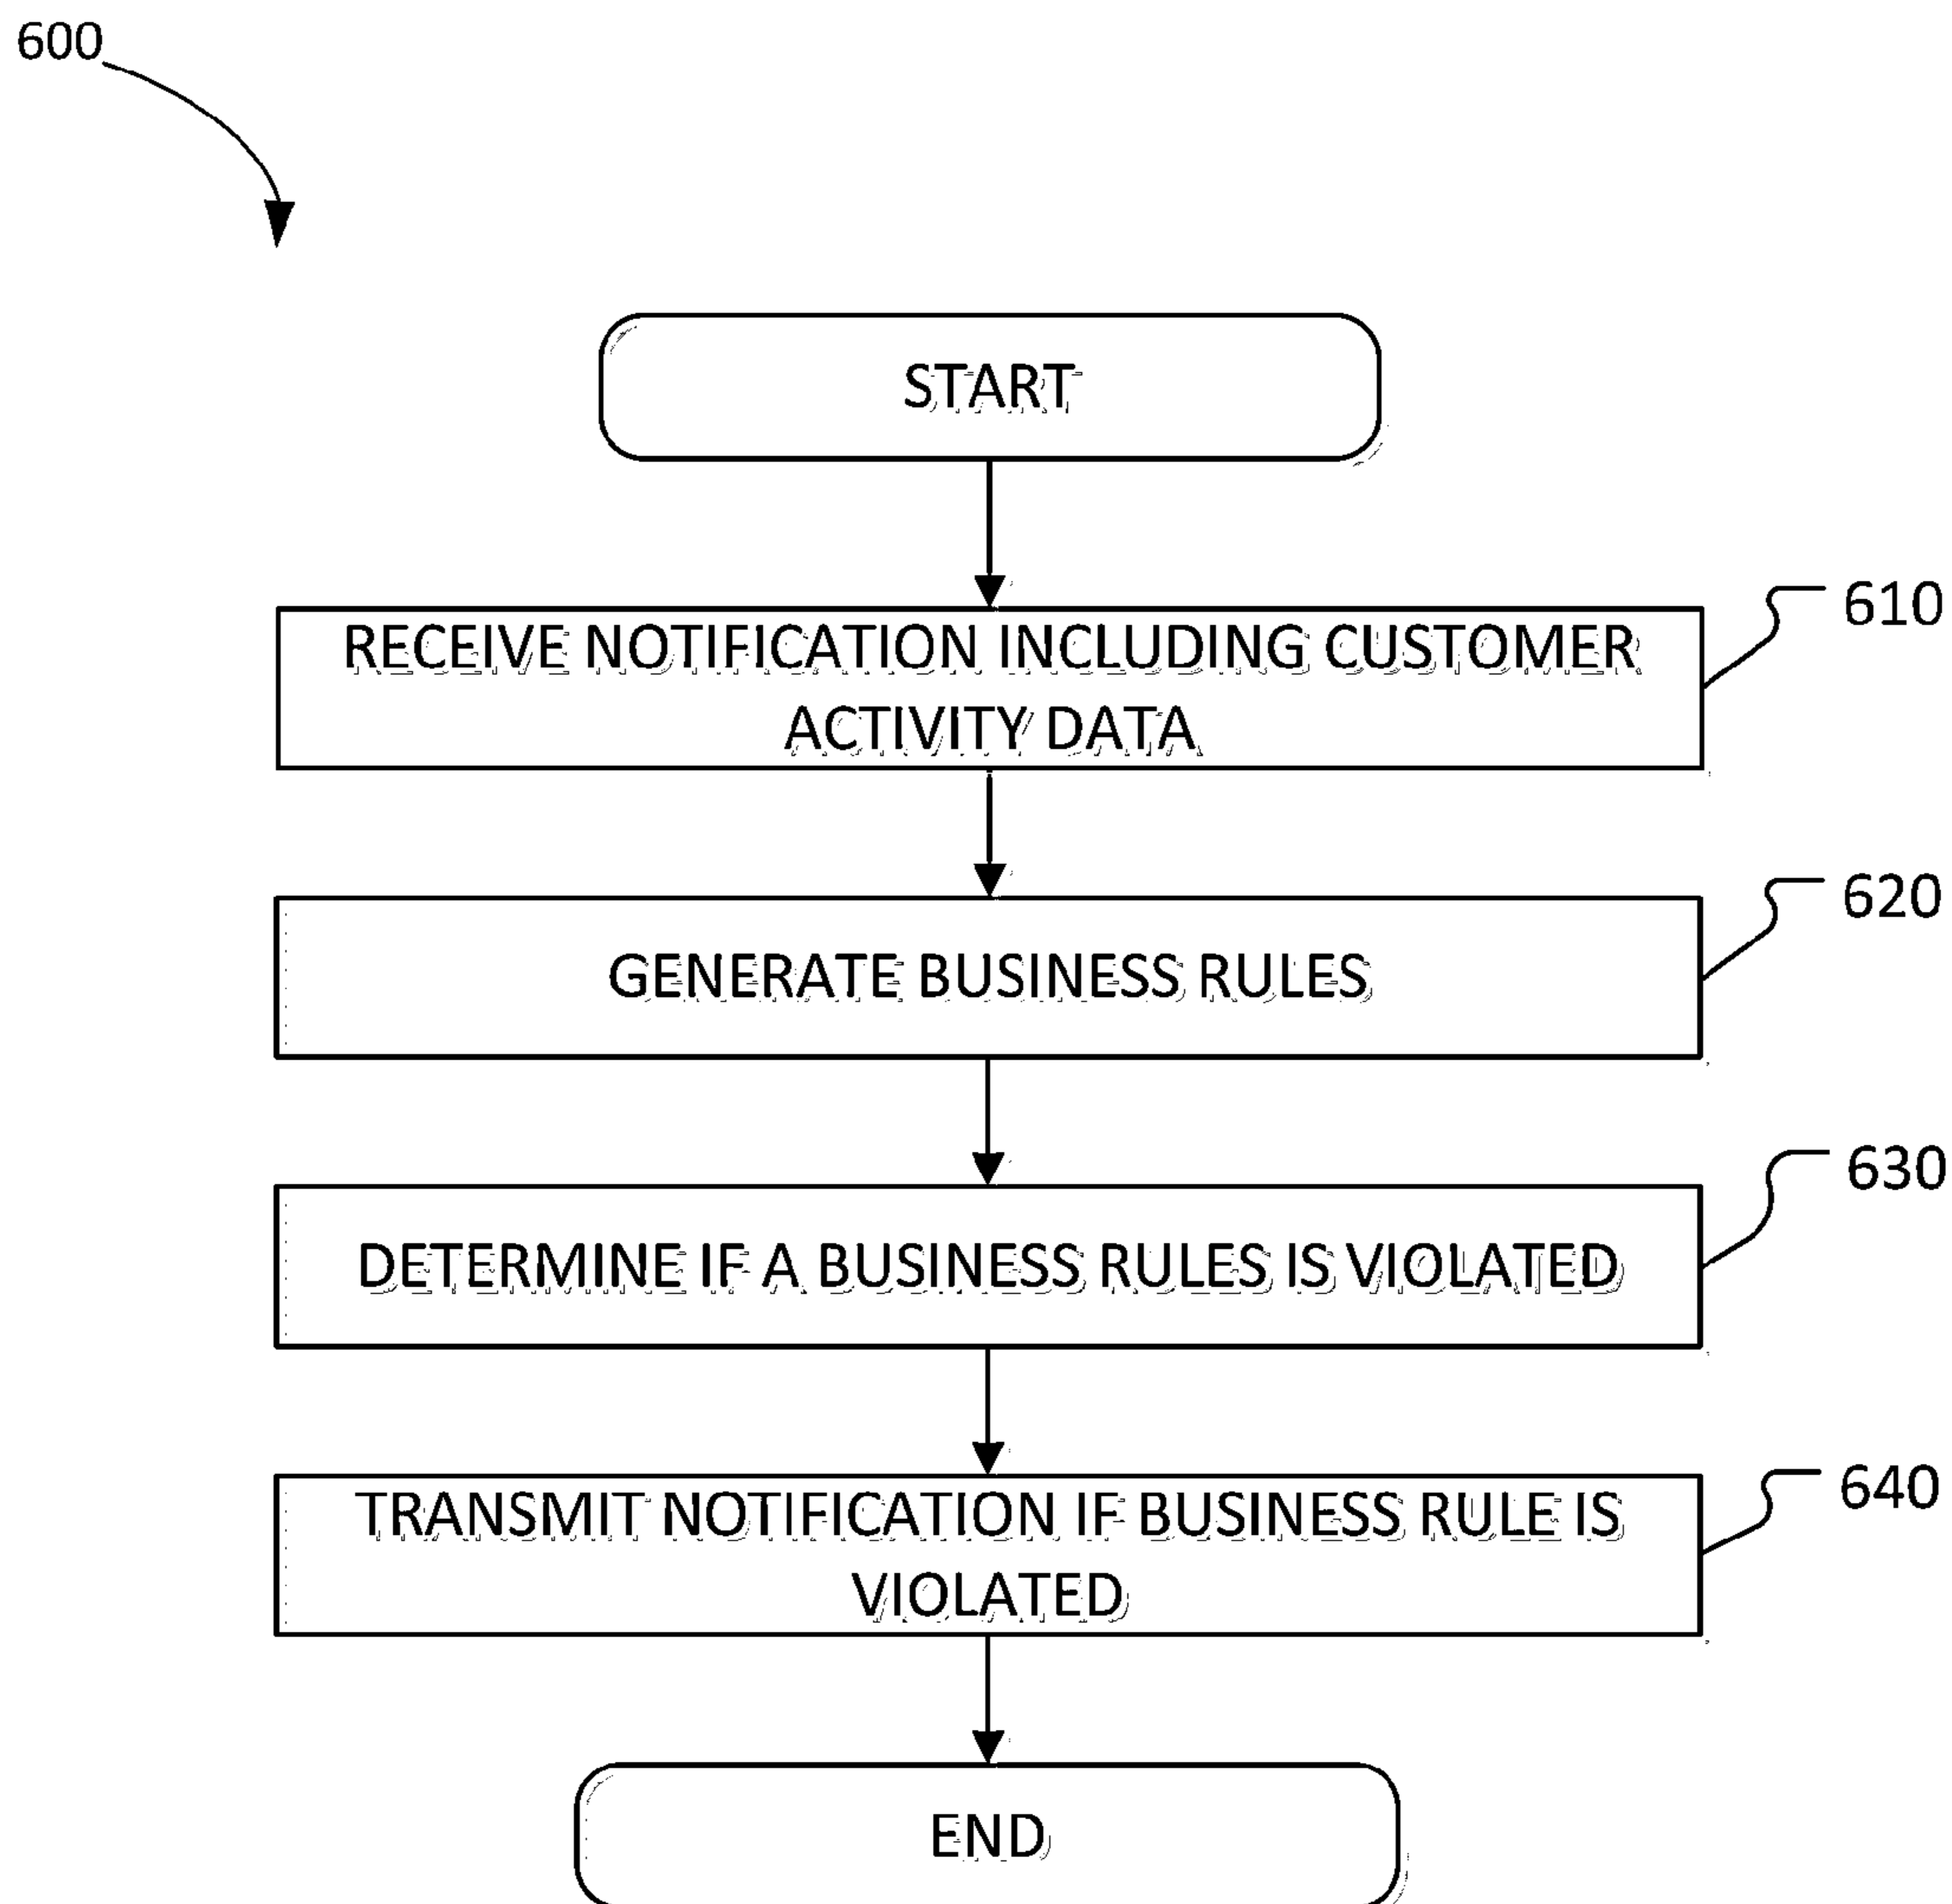 600
START
RECEIVE NOTIFICATION INCLUDING CUSTOMER
ACTIVITY DATA
610
GENERATE BUSINESS RULES
620
DETERMINE IF A BUSINESS RULES IS VIOLATED
630
TRANSMIT NOTIFICATION IF BUSINESS RULE IS
VIOLATED
640
END